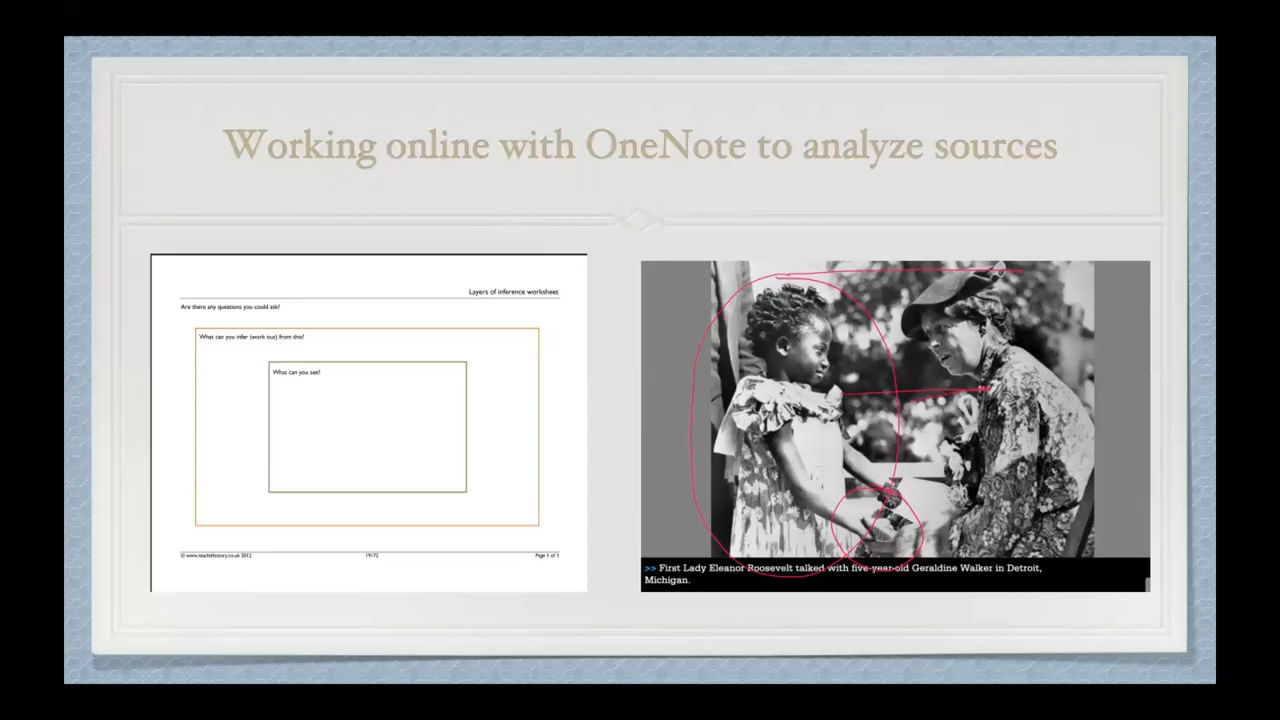 Working online with OneNote to analyze sources
Layers of inference worksheet
Are there any questions you could ask?
What can you infer (work out) from this?
What can you see?
© www.teachithistory.co.uk 2012 19172 Page 1 of 1
>> First Lady Eleanor Roosevelt talked with five-year-old Geraldine Walker in Detroit,
Michigan.